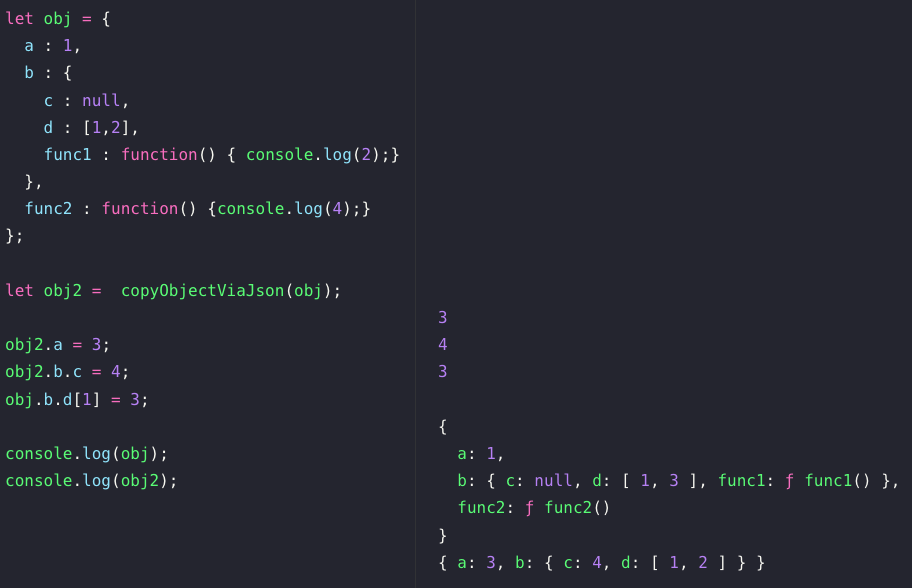 let obj = {
  a : 1,
  b : {
    c : null,
    d : [1,2],
    func1 : function() { console.log(2);}
  },
  func2 : function() {console.log(4);}
};

let obj2 =  copyObjectViaJson(obj);

obj2.a = 3;
obj2.b.c = 4;
obj.b.d[1] = 3;

console.log(obj);
console.log(obj2);

3
4
3

{
  a: 1,
  b: { c: null, d: [ 1, 3 ], func1: ƒ func1() },
  func2: ƒ func2()
}
{ a: 3, b: { c: 4, d: [ 1, 2 ] } }